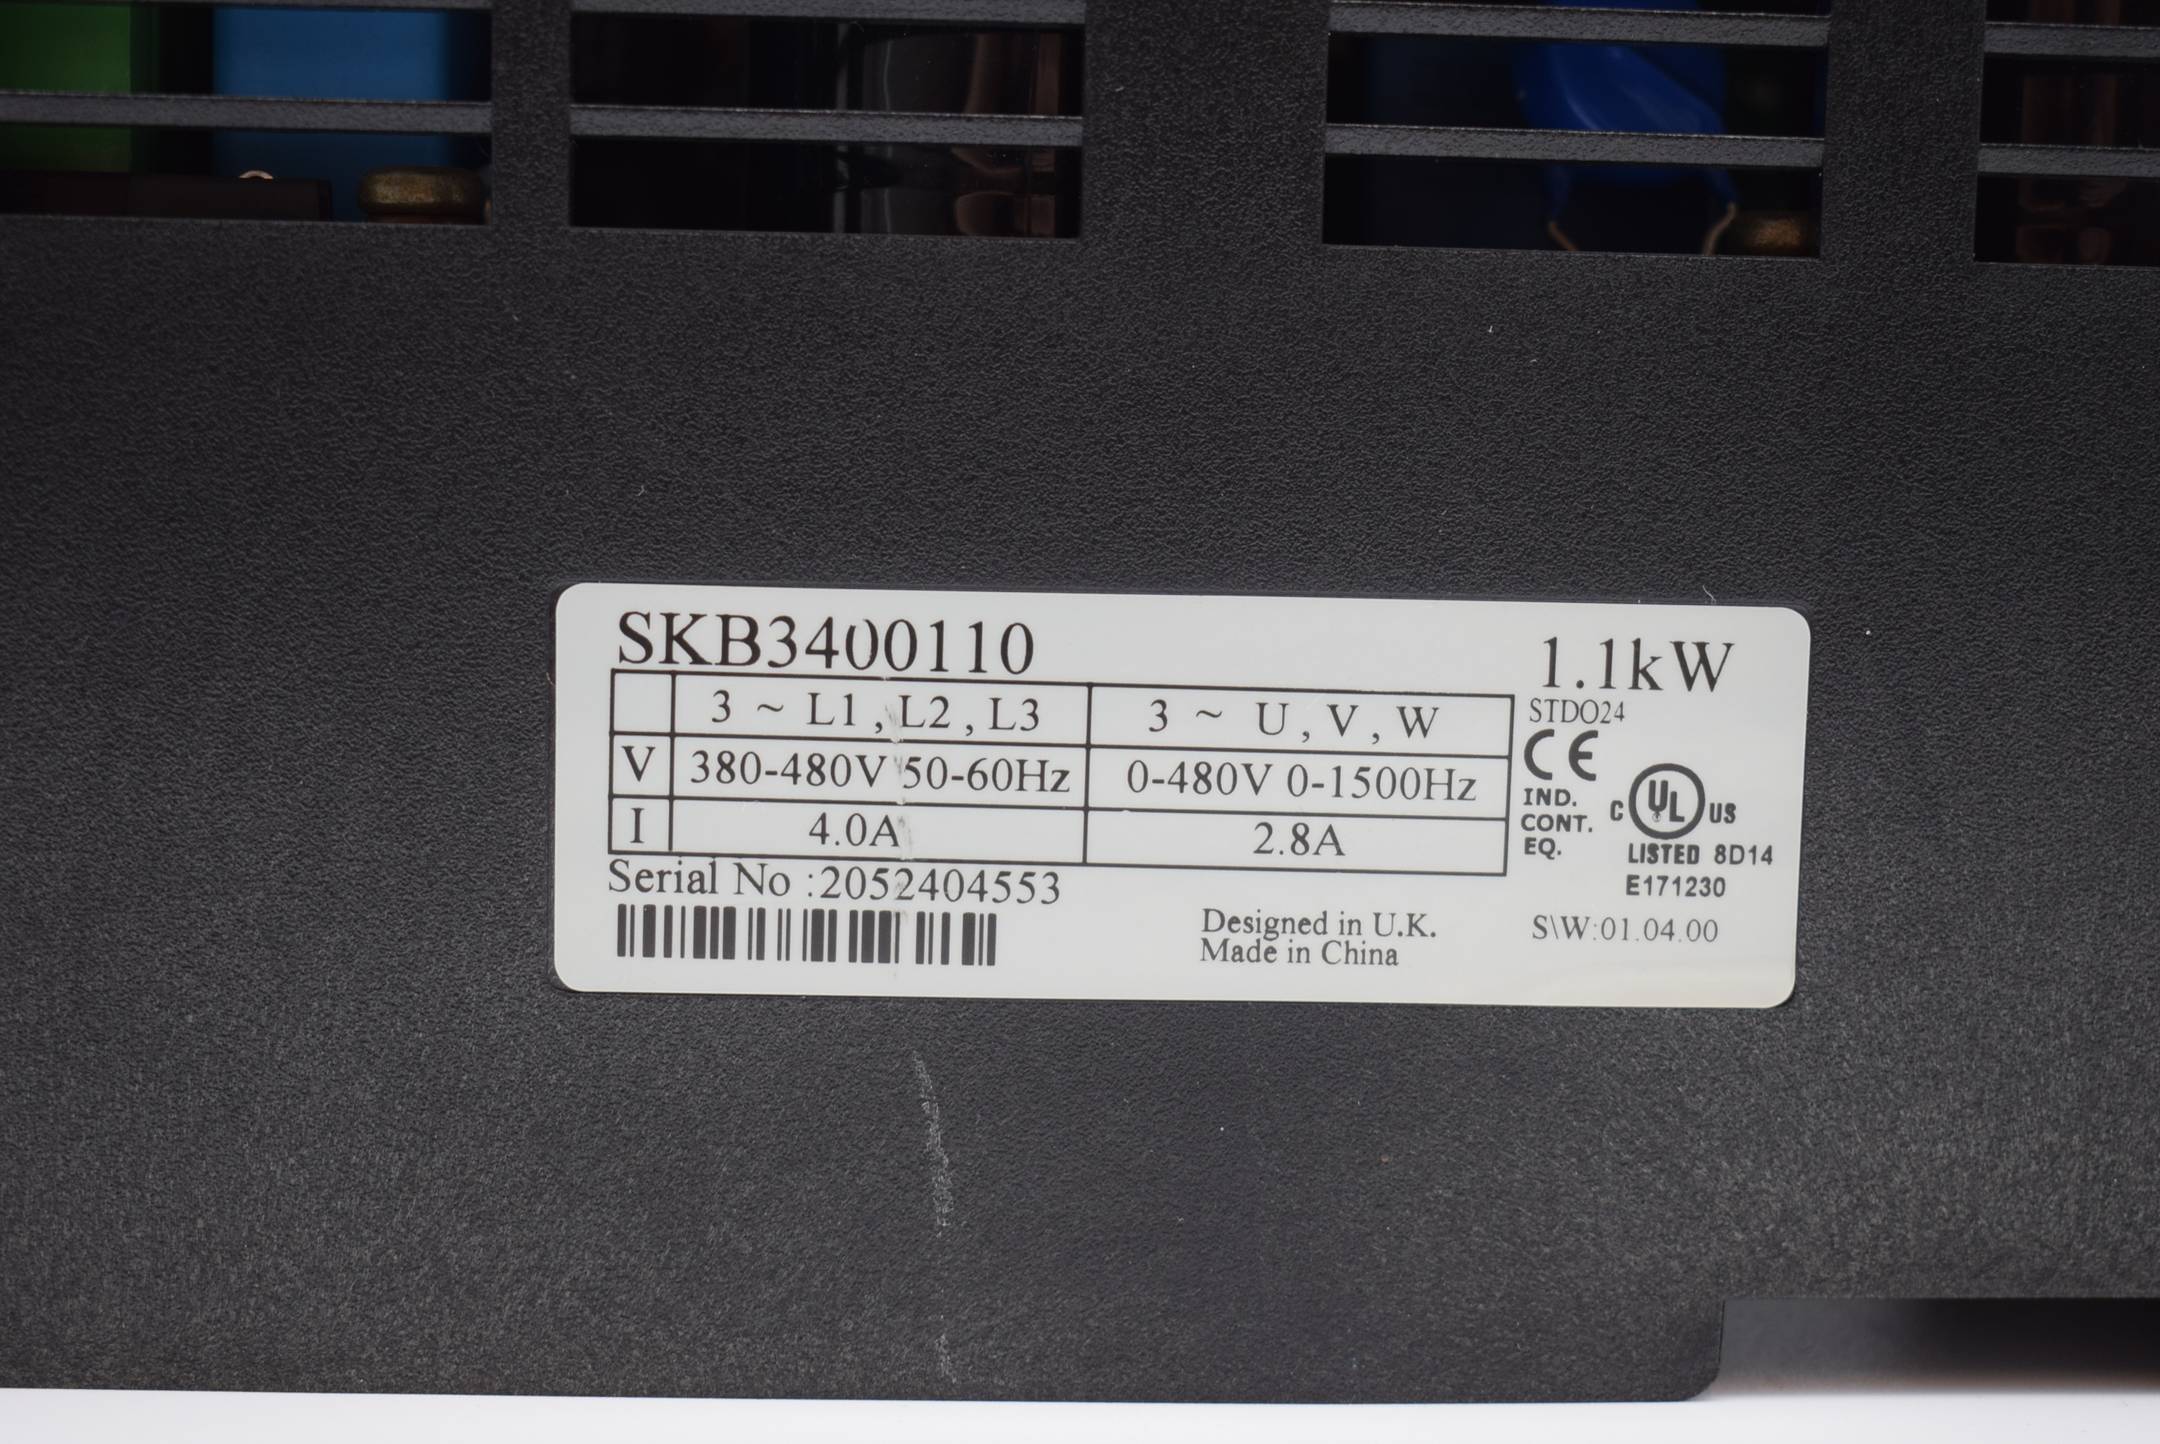 SKB3400110
1.1kW
3 ~ L1, L2, L3 3 ~ U, V, W
STDO24
V 380-480V 50-60Hz 0-480V 0-1500Hz
CE
I 4.0A 2.8A
IND.
CONT.
EQ.
C UL US
LISTED 8D14
E171230
Serial No :2052404553
Designed in U.K.
Made in China
S\W:01.04.00